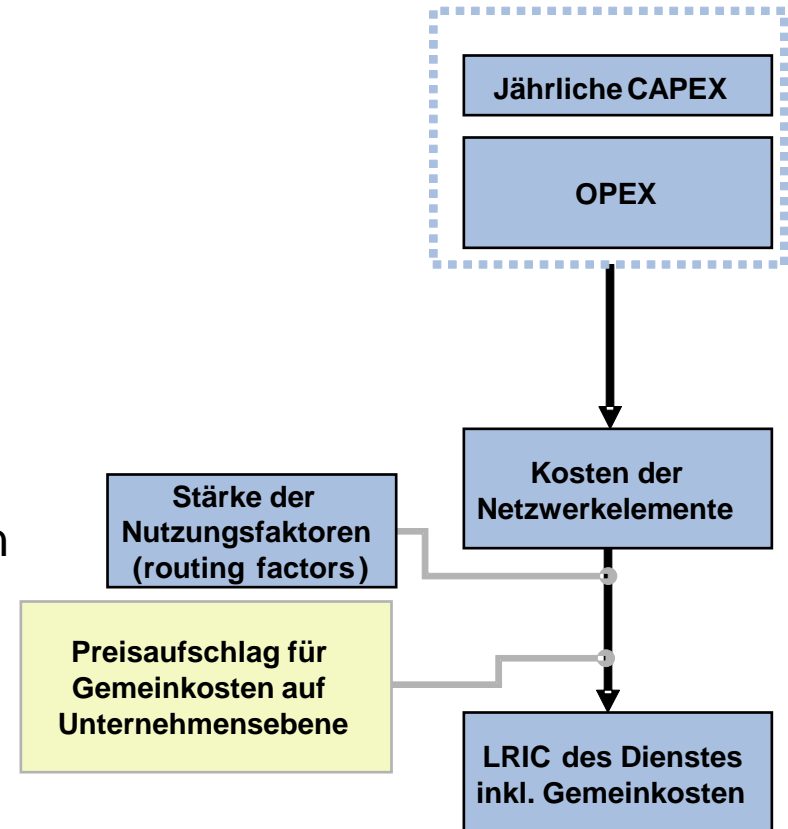 Jährliche CAPEX
OPEX
Kosten der
Netzwerkelemente
Stärke der
Nutzungsfaktoren
(routing factors)
n
Preisaufschlag für
Gemeinkosten auf
Unternehmensebene
LRIC des Dienstes
inkl. Gemeinkosten